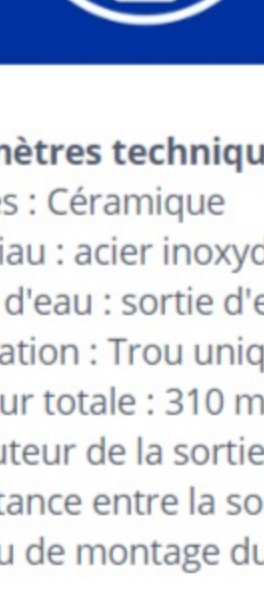 mètres techniqu
es : Céramique
iau : acier inoxyd
d'eau : sortie d'e
ation : Trou uniq
ur totale : 310 m
uteur de la sortie
tance entre la so
u de montage du